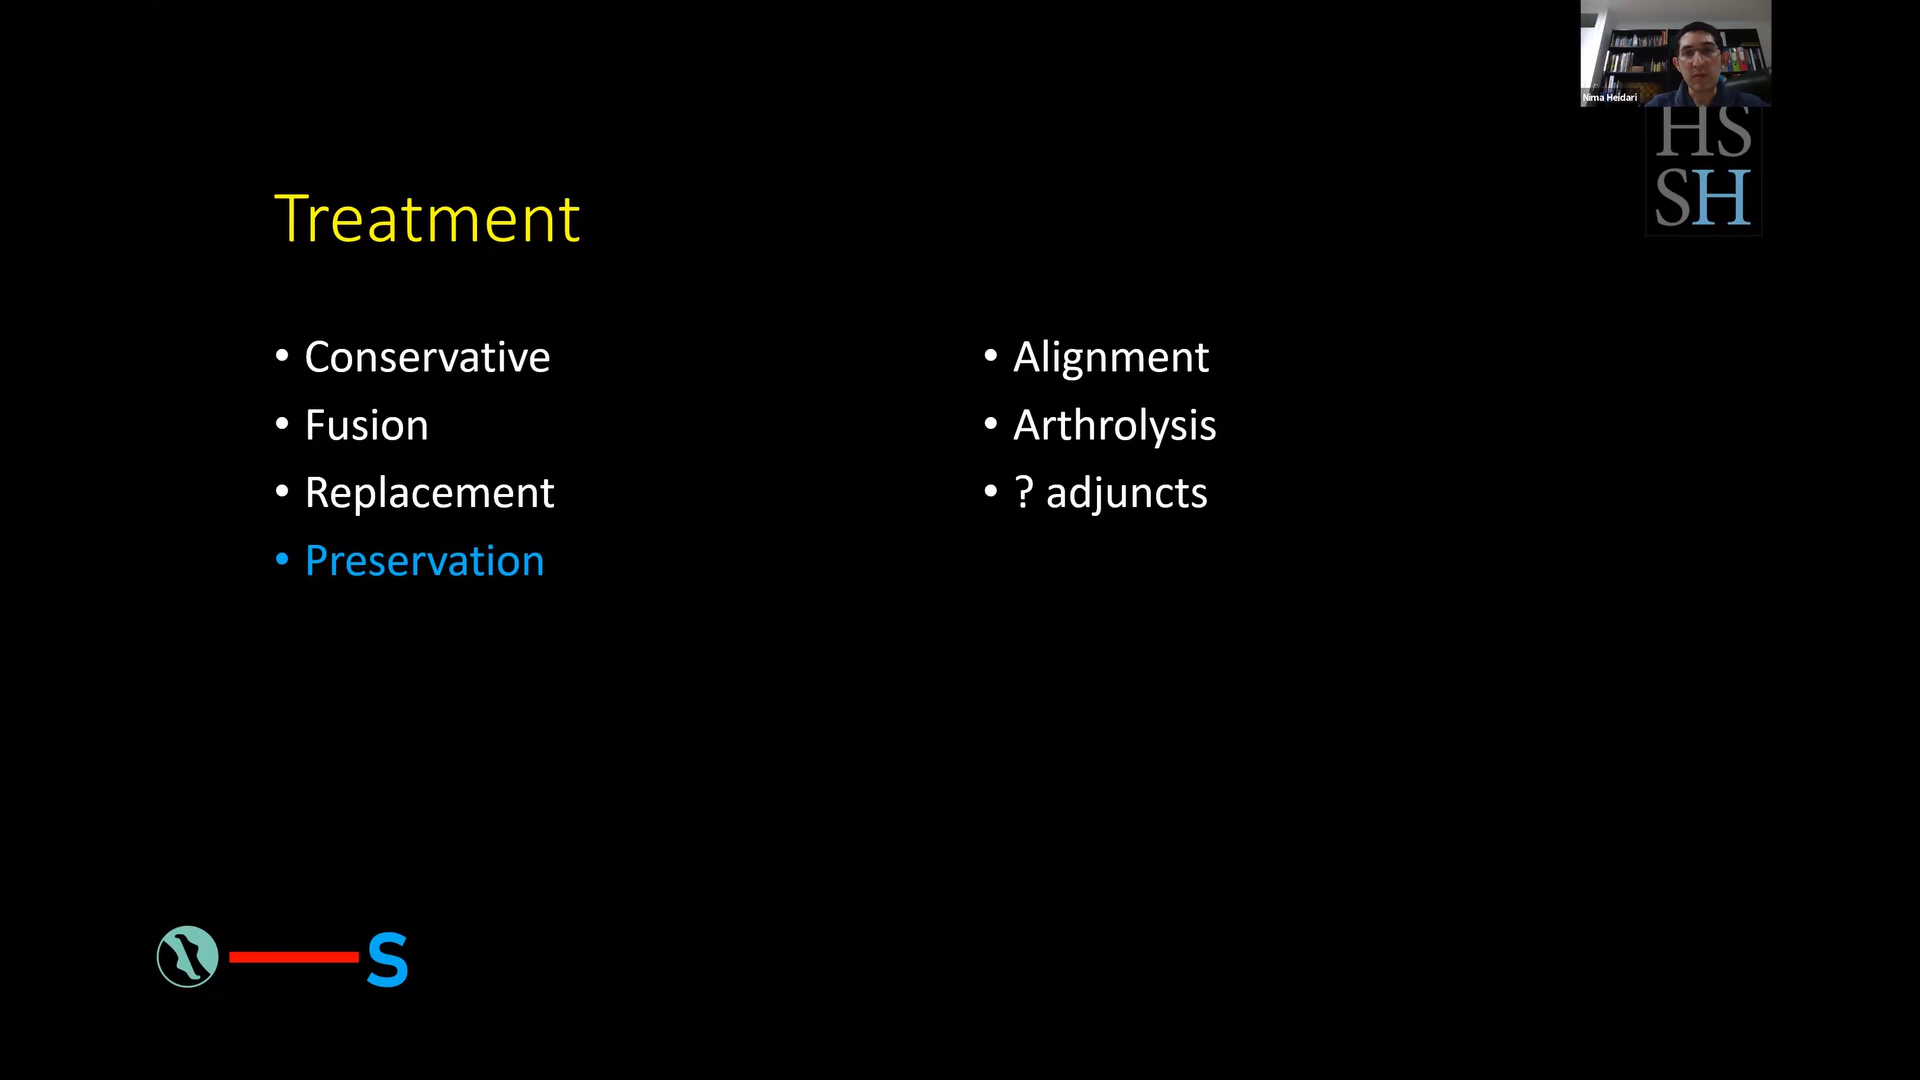 Nima Heidari
HS
SH
Treatment
• Conservative
• Fusion
• Replacement
• Preservation
• Alignment
• Arthrolysis
• ? adjuncts
S